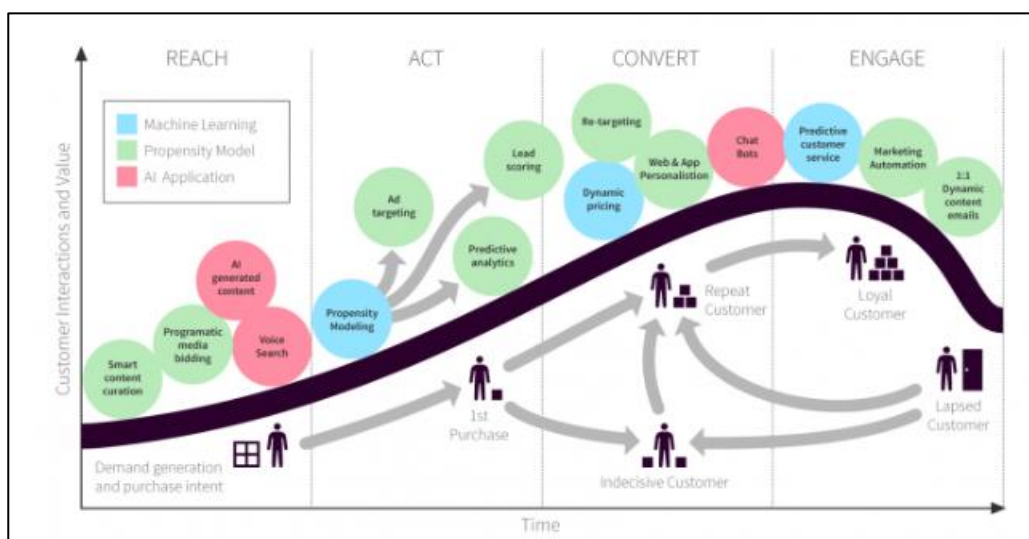 REACH
ACT
CONVERT
ENGAGE
Machine Learning
Propensity Model
AI Application
Customer Interactions and Value
Smart
content
curation
Programatic
media
bidding
AI
generated
content
Voice
Search
Propensity
Modeling
Ad
targeting
Lead
scoring
Predictive
analytics
Re-targeting
Dynamic
pricing
Web & App
Personalistion
Chat
Bots
Predictive
customer
service
Marketing
Automation
1:1
Dynamic
content
emails
Demand generation
and purchase intent
1st
Purchase
Repeat
Customer
Indecisive Customer
Loyal
Customer
Lapsed
Customer
Time